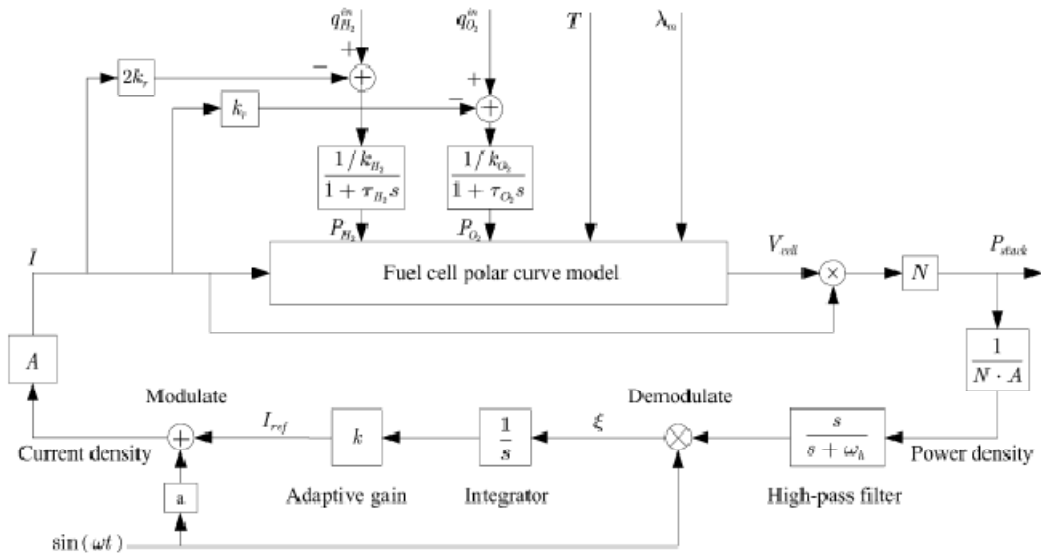 q_{H_2}^{in} q_{O_2}^{in} T λ_m
+ + − −
2k_r + +
k_r
1/k_{H_2} 1/k_{O_2}
1 + τ_{H_2} s 1 + τ_{O_2} s
P_{H_2} P_{O_2}
Ī Fuel cell polar curve model V_{cell} × N P_{stack}
A
1
N · A
Modulate Demodulate
I_{ref} ξ
+ k 1/s × s/(s + ω_h)
Current density Power density
a Adaptive gain Integrator High-pass filter
sin(ωt)